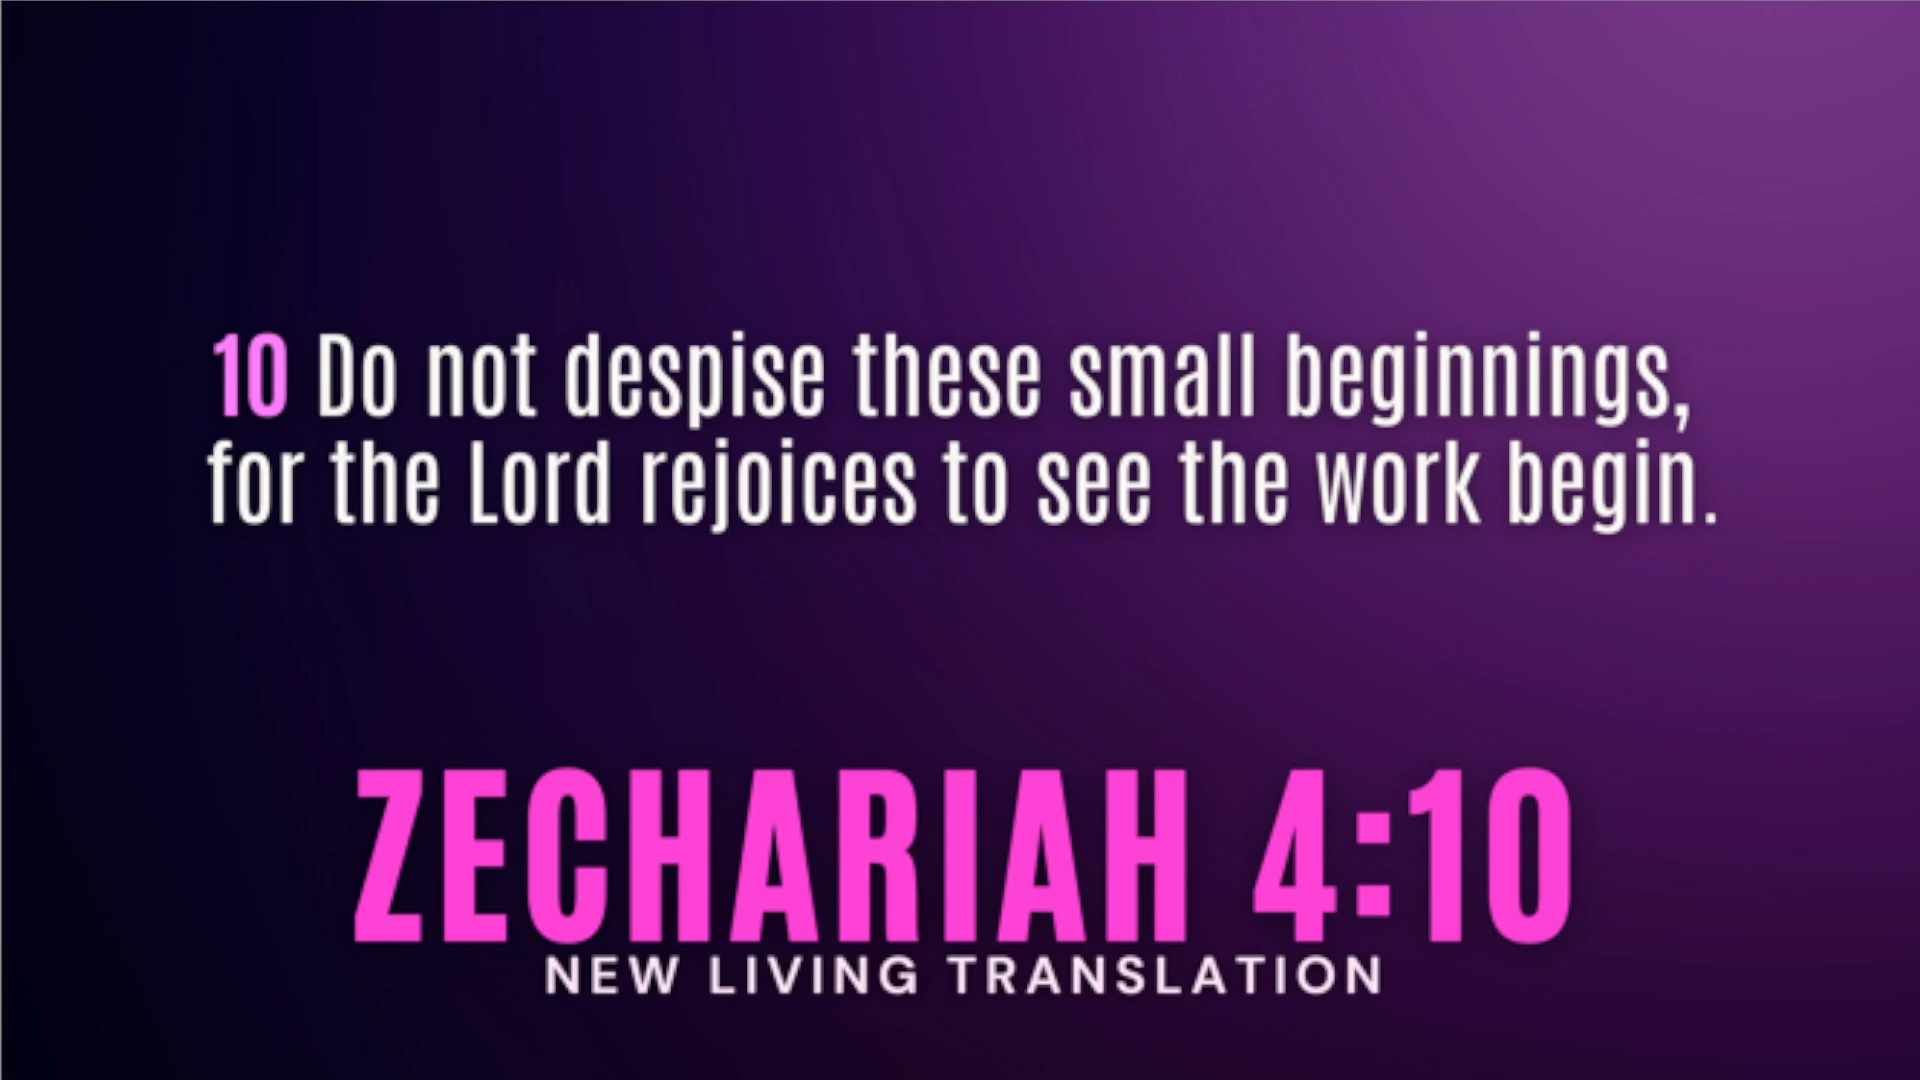 10 Do not despise these small beginnings,
for the Lord rejoices to see the work begin.
ZECHARIAH 4:10
NEW LIVING TRANSLATION